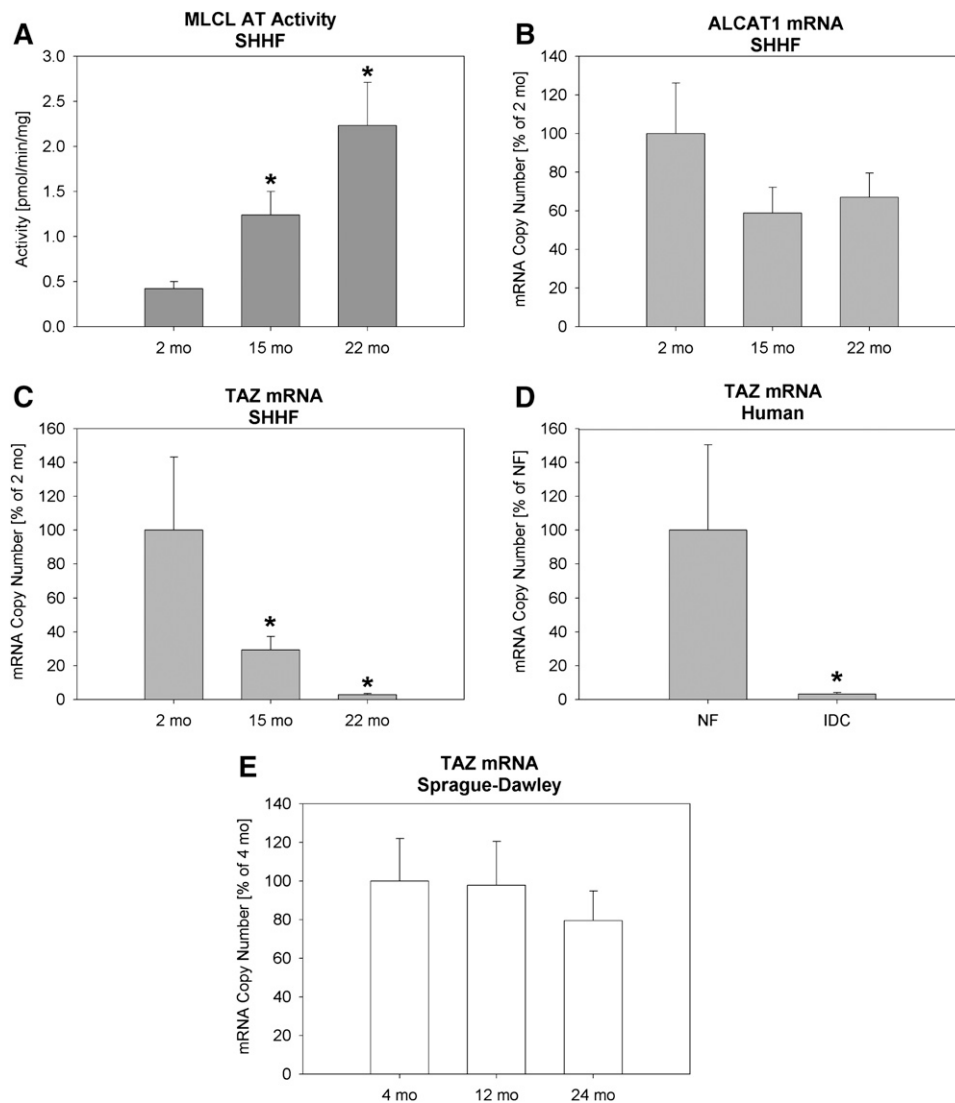 A
MLCL AT Activity
SHHF
Activity [pmol/min/mg]
3.0
2.5
2.0
1.5
1.0
0.5
0.0
*
*
2 mo 15 mo 22 mo
B
ALCAT1 mRNA
SHHF
mRNA Copy Number [% of 2 mo]
140
120
100
80
60
40
20
0
2 mo 15 mo 22 mo
C
TAZ mRNA
SHHF
mRNA Copy Number [% of 2 mo]
160
140
120
100
80
60
40
20
0
*
*
2 mo 15 mo 22 mo
D
TAZ mRNA
Human
mRNA Copy Number [% of NF]
160
140
120
100
80
60
40
20
0
*
NF IDC
E
TAZ mRNA
Sprague-Dawley
mRNA Copy Number [% of 4 mo]
140
120
100
80
60
40
20
0
4 mo 12 mo 24 mo